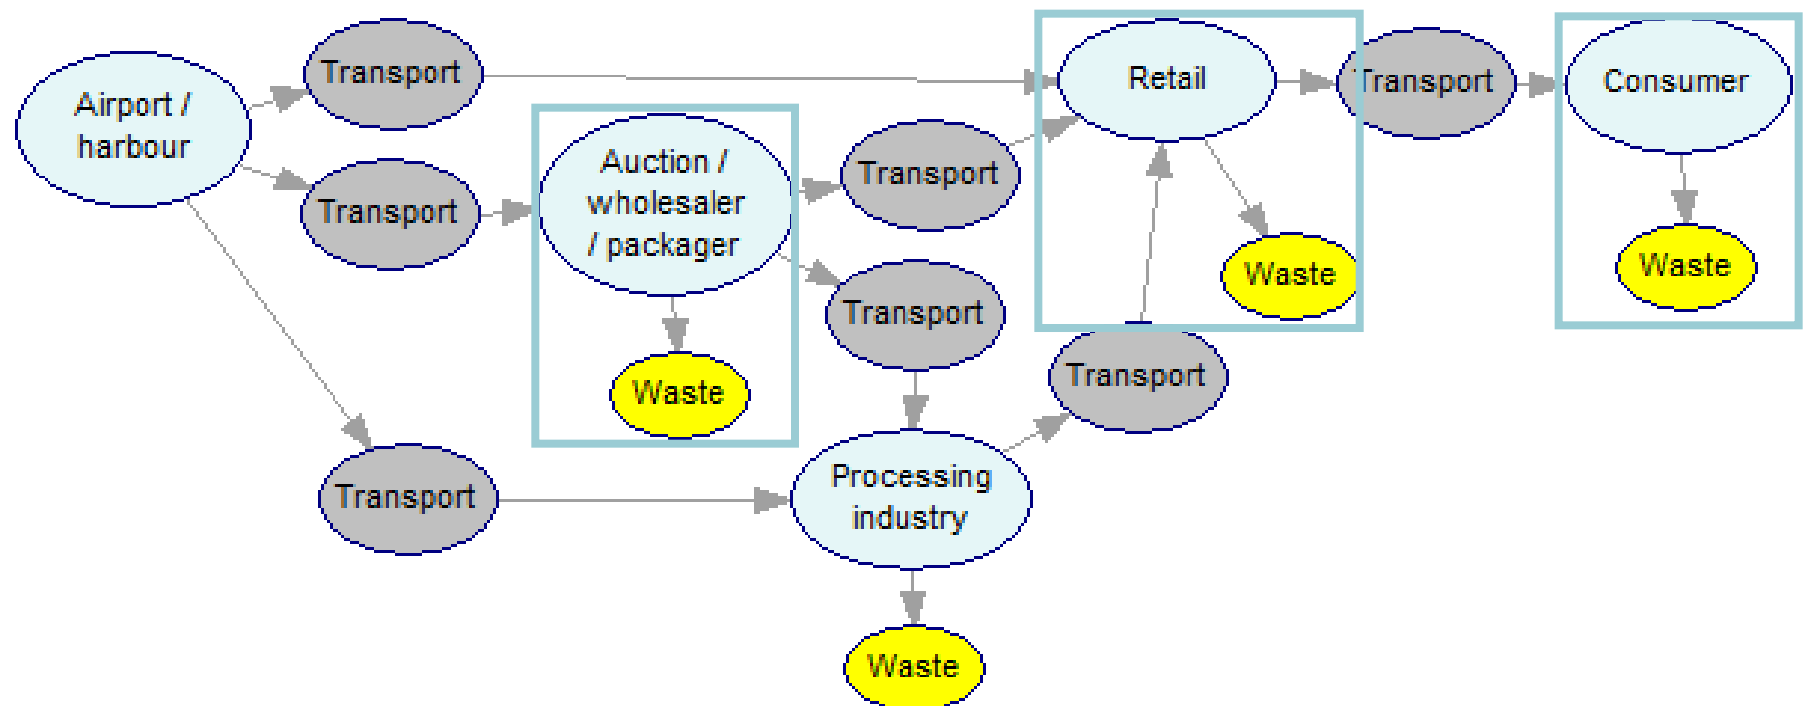 Transport
Retail
Transport
Consumer
Airport /
harbour
Auction /
wholesaler
/ packager
Transport
Transport
Waste
Waste
Transport
Transport
Waste
Processing
industry
Transport
Waste
Transport